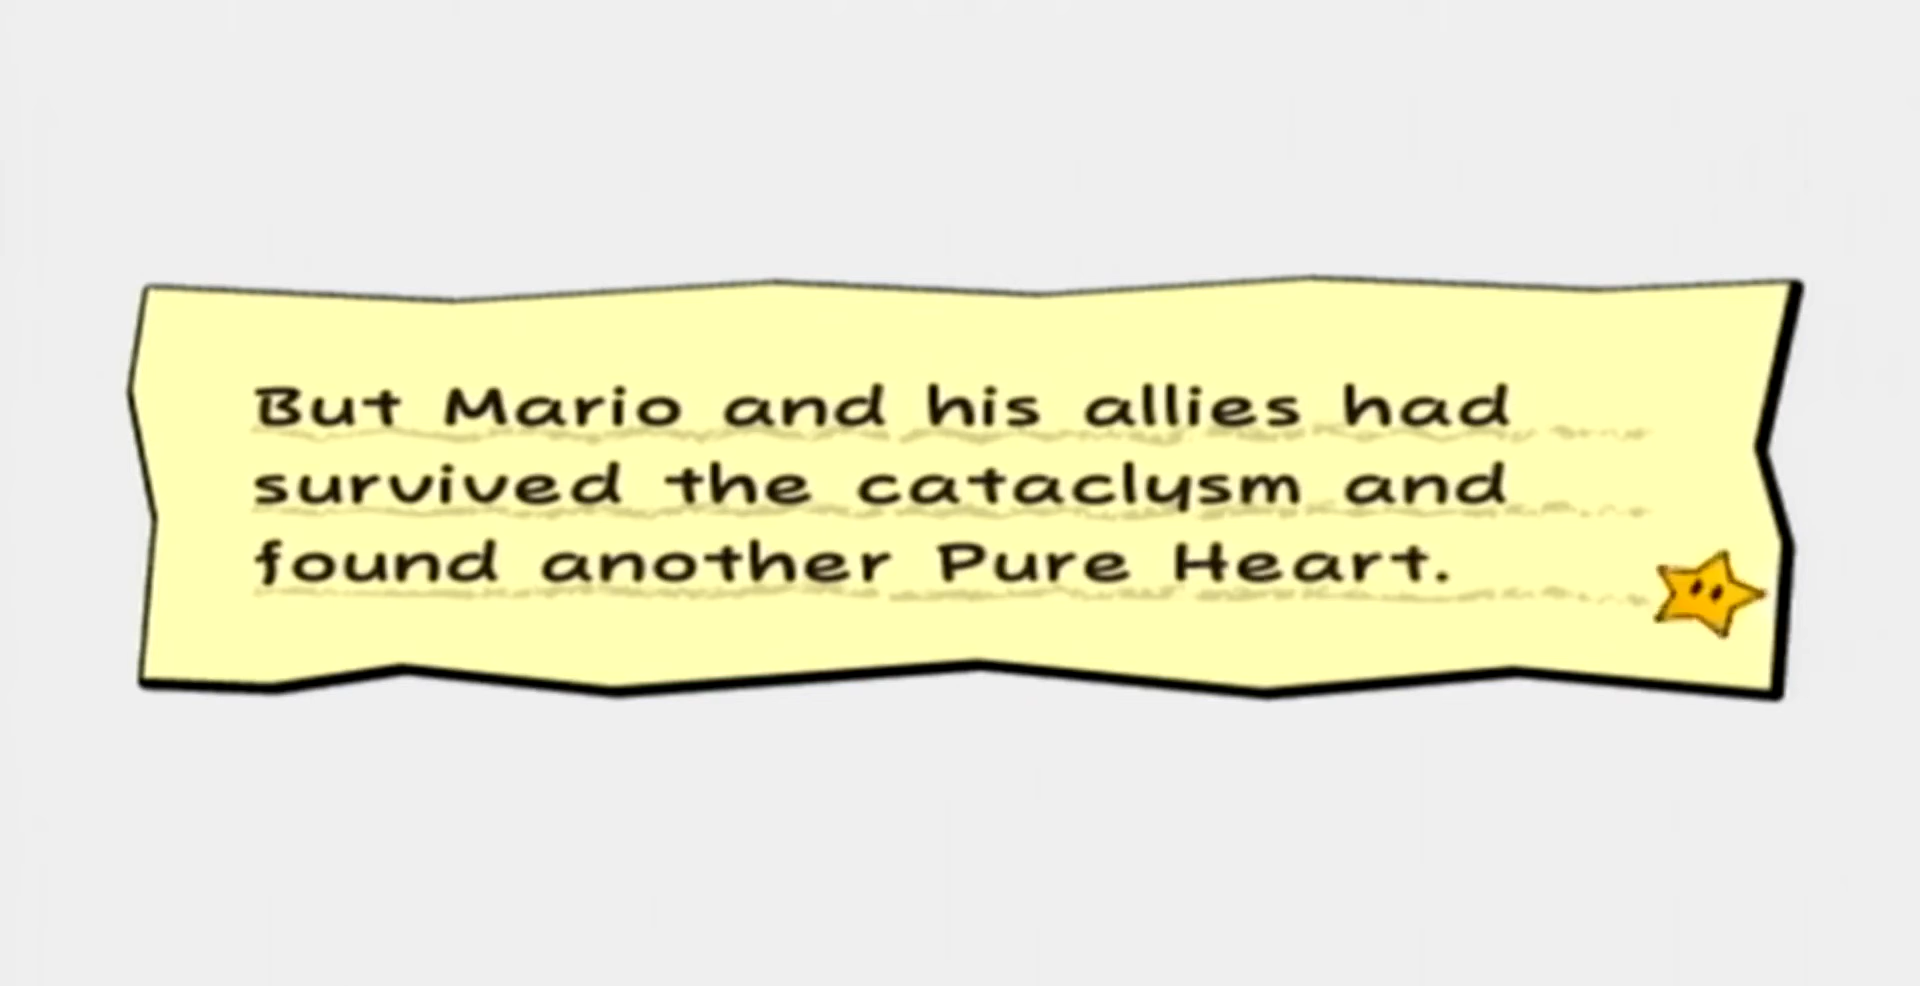 But Mario and his allies had
survived the cataclysm and
found another Pure Heart.